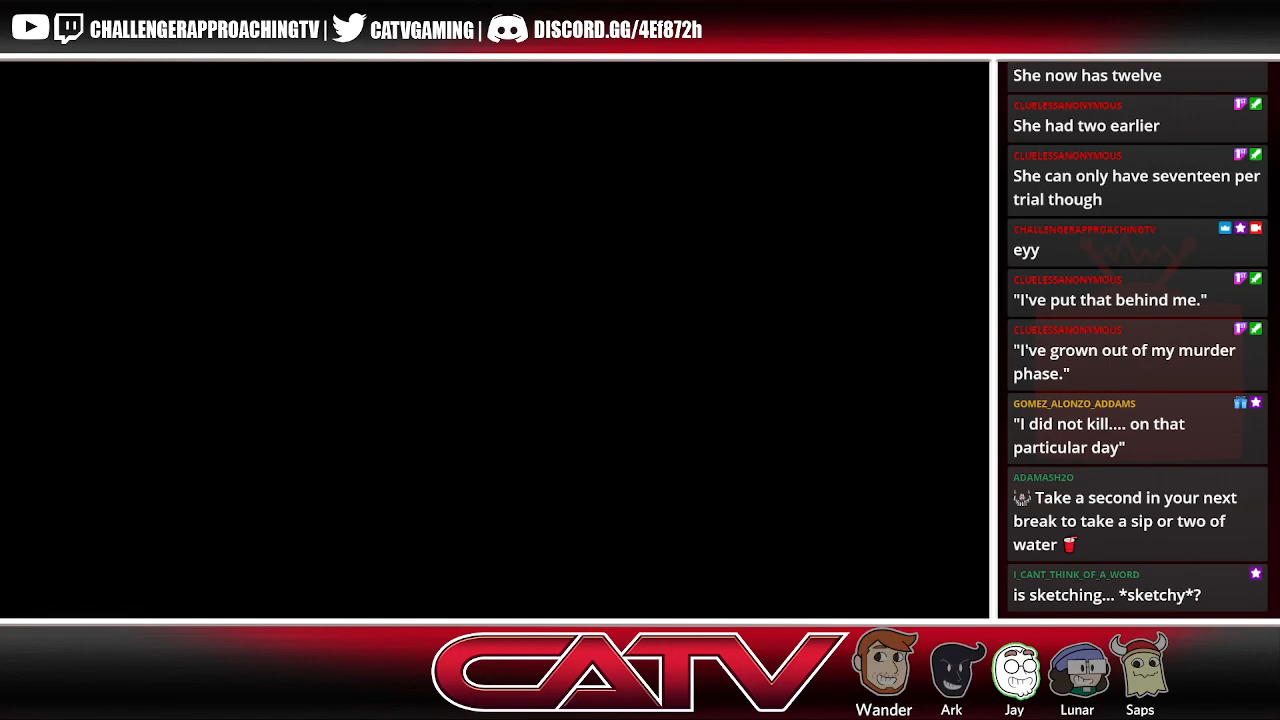 CHALLENGERAPPROACHINGTV | CATVGAMING | DISCORD.GG/4Ef872h
She now has twelve
CLUELESSANONYMOUS
She had two earlier
CLUELESSANONYMOUS
She can only have seventeen per
trial though
CHALLENGERAPPROACHINGTV
eyy
CLUELESSANONYMOUS
"I've put that behind me."
CLUELESSANONYMOUS
"I've grown out of my murder
phase."
GOMEZ_ALONZO_ADDAMS
"I did not kill.... on that
particular day"
ADAMASH2O
Take a second in your next
break to take a sip or two of
water
I_CANT_THINK_OF_A_WORD
is sketching... *sketchy*?
CATV
Wander Ark Jay Lunar Saps